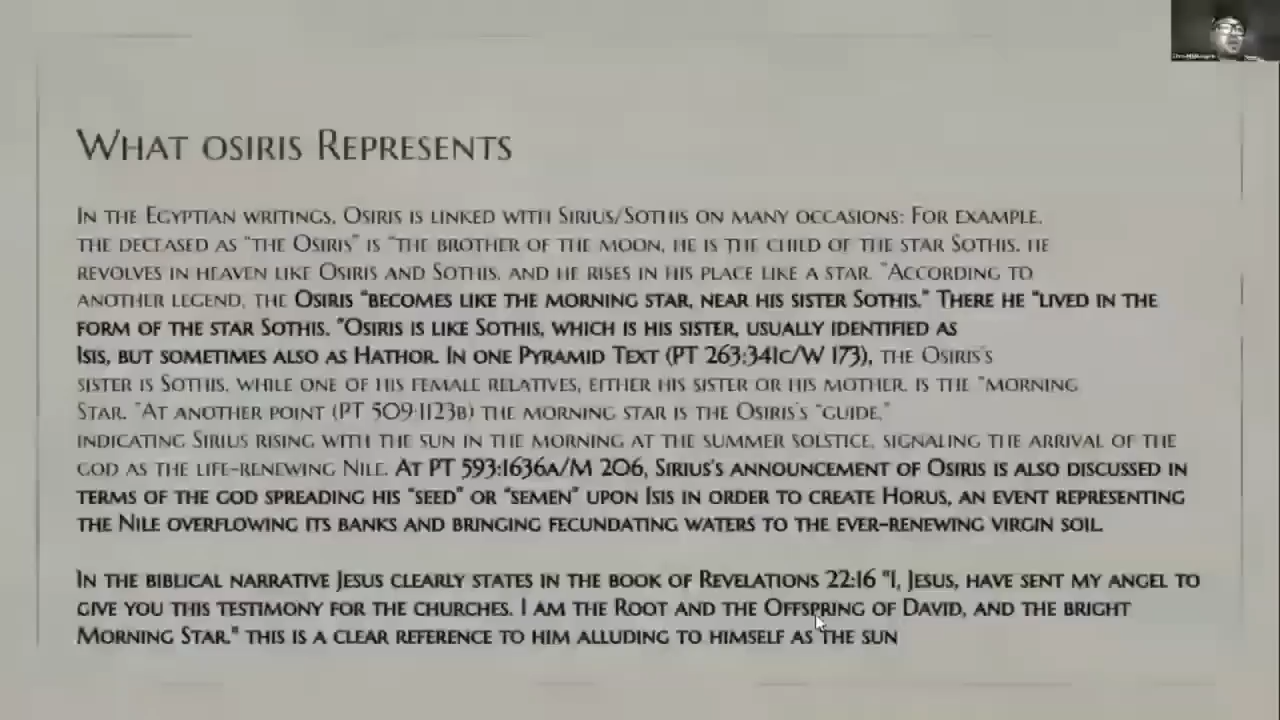 What osiris Represents
In the Egyptian writings, Osiris is linked with Sirius/Sothis on many occasions: For example,
the deceased as "the Osiris" is "the brother of the moon, he is the child of the star Sothis, he
revolves in heaven like Osiris and Sothis, and he rises in his place like a star. "According to
another legend, the Osiris "becomes like the morning star, near his sister Sothis." There he "lived in the
form of the star Sothis. "Osiris is like Sothis, which is his sister, usually identified as
Isis, but sometimes also as Hathor. In one Pyramid Text (PT 263:341c/W 173), the Osiris's
sister is Sothis, while one of his female relatives, either his sister or his mother, is the "morning
Star. "At another point (PT 509:1123b) the morning star is the Osiris's "guide,"
indicating Sirius rising with the sun in the morning at the summer solstice, signaling the arrival of the
god as the life-renewing Nile. At PT 593:1636a/M 206, Sirius's announcement of Osiris is also discussed in
terms of the god spreading his "seed" or "semen" upon Isis in order to create Horus, an event representing
the Nile overflowing its banks and bringing fecundating waters to the ever-renewing virgin soil.
In the biblical narrative Jesus clearly states in the book of Revelations 22:16 "I, Jesus, have sent my angel to
give you this testimony for the churches. I am the Root and the Offspring of David, and the bright
Morning Star." this is a clear reference to him alluding to himself as the sun